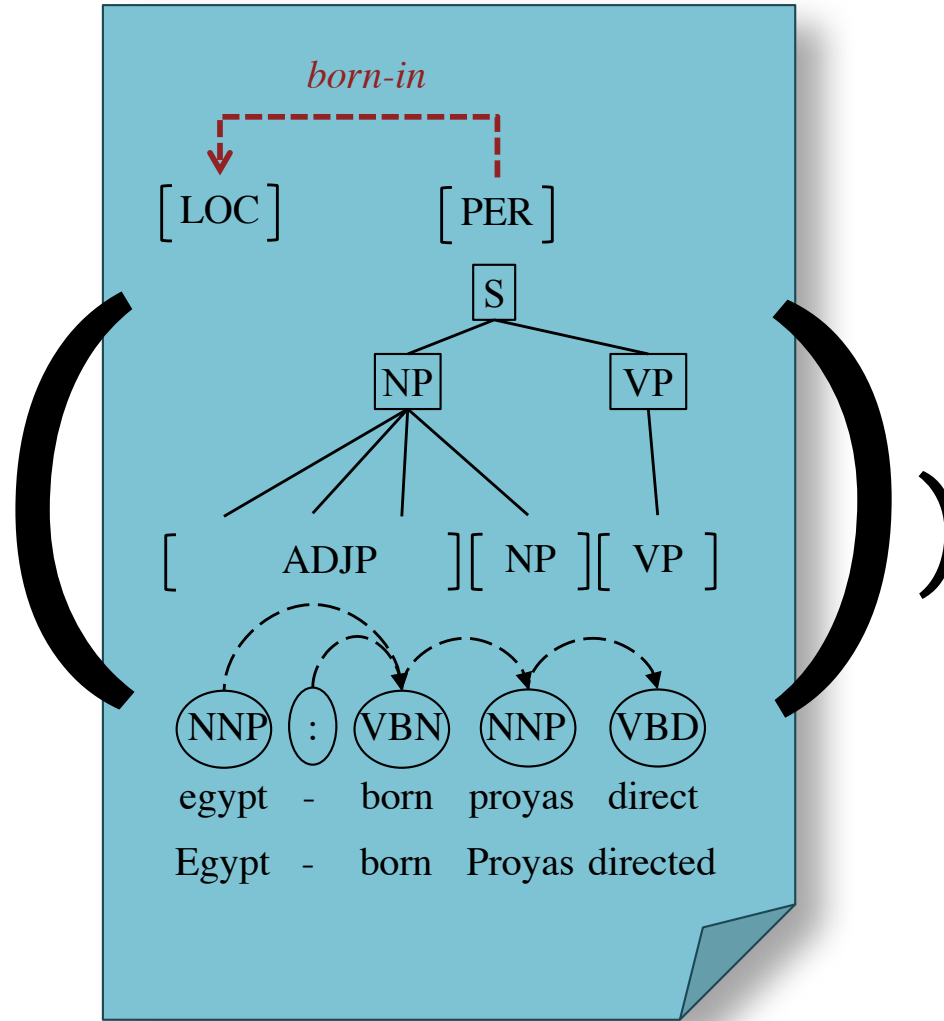 born-in
[ LOC ] [ PER ]
S
NP VP
[ ADJP ] [ NP ] [ VP ]
NNP : VBN NNP VBD
egypt - born proyas direct
Egypt - born Proyas directed
( ) )